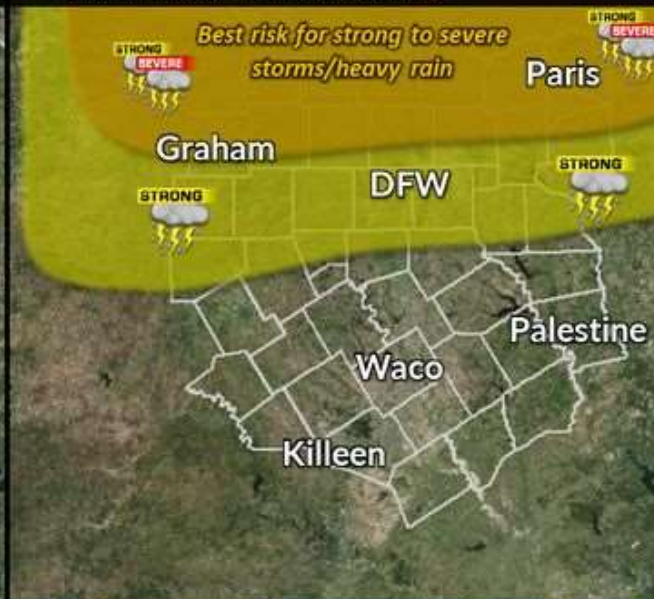 STRONG
SEVERE
Best risk for strong to severe
storms/heavy rain
STRONG
SEVERE
Paris
Graham
DFW
STRONG
STRONG
Palestine
Waco
Killeen